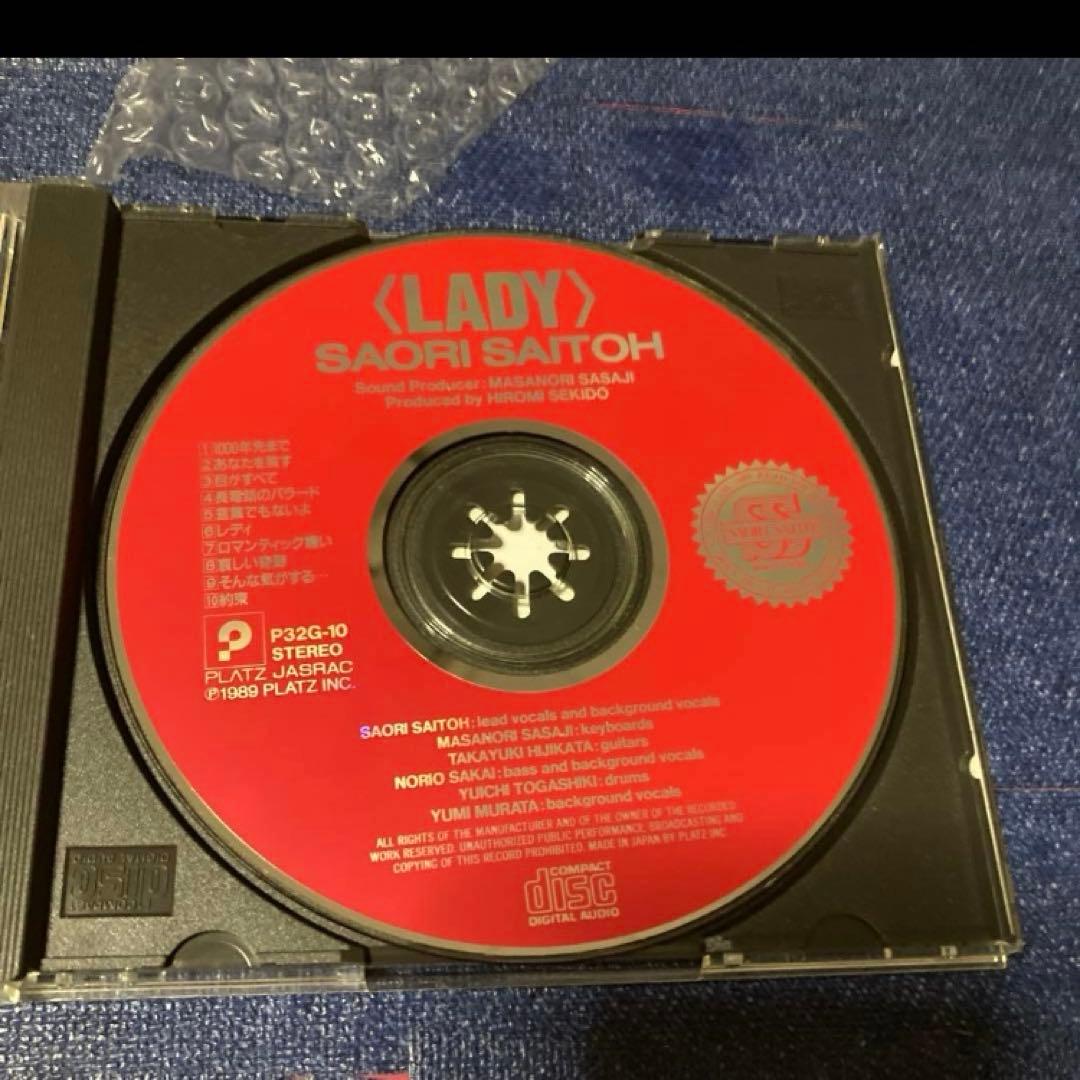 〈LADY〉
SAORI SAITOH
Sound Producer: MASANORI SASAJI
Produced by HIROMI SEKIDO
1 1000年先まで
2 あなたを残す
3 目がすべて
4 長電話のバラード
5 言葉でもないよ
6 レディ
7 ロマンティック嫌い
8 哀しい奇跡
9 そんな気がする…
10 約束
P32G-10
STEREO
PLATZ JASRAC
Ⓟ1989 PLATZ INC.
SAORI SAITOH: lead vocals and background vocals
MASANORI SASAJI: keyboards
TAKAYUKI HIJIKATA: guitars
NORIO SAKAI: bass and background vocals
YUICHI TOGASHIKI: drums
YUMI MURATA: background vocals
ALL RIGHTS OF THE MANUFACTURER AND OF THE OWNER OF THE RECORDED
WORK RESERVED. UNAUTHORIZED PUBLIC PERFORMANCE, BROADCASTING AND
COPYING OF THIS RECORD PROHIBITED. MADE IN JAPAN BY PLATZ INC
COMPACT
disc
DIGITAL AUDIO